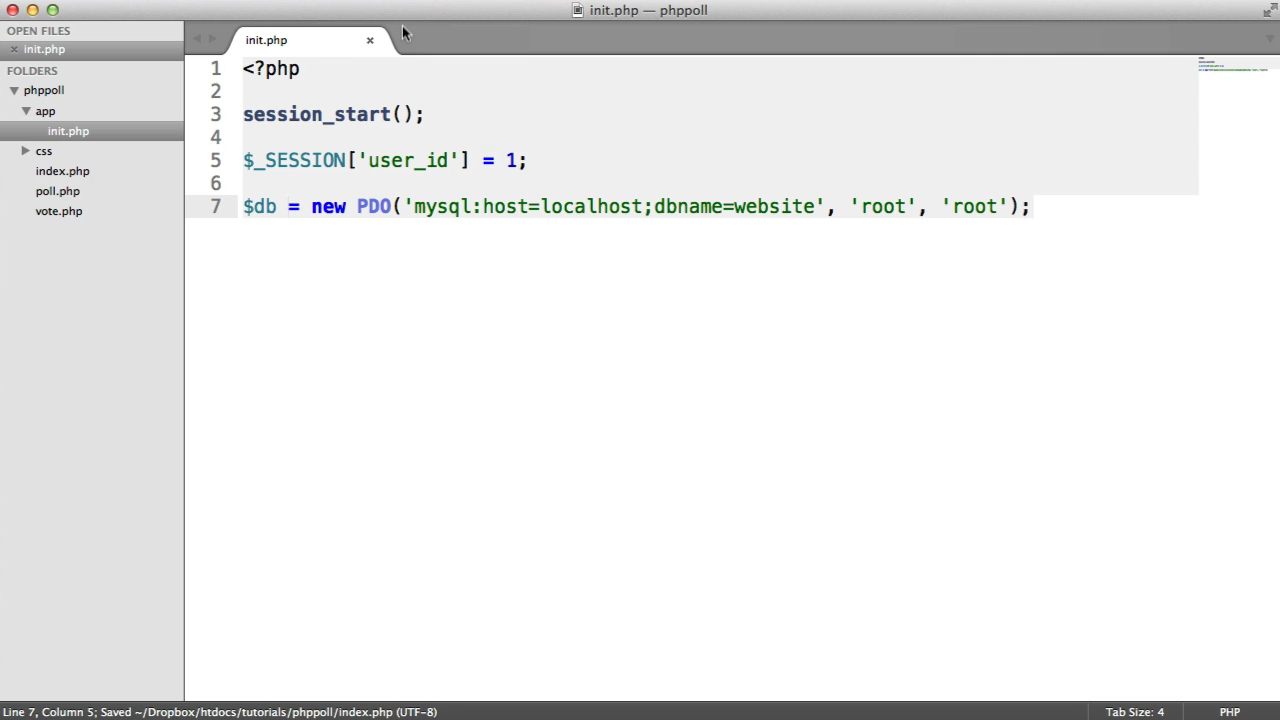 init.php — phppoll
OPEN FILES
init.php
FOLDERS
phppoll
app
init.php
css
index.php
poll.php
vote.php
init.php
1 <?php
2
3 session_start();
4
5 $_SESSION['user_id'] = 1;
6
7 $db = new PDO('mysql:host=localhost;dbname=website', 'root', 'root');
Line 7, Column 5; Saved ~/Dropbox/htdocs/tutorials/phppoll/index.php (UTF-8)
Tab Size: 4
PHP